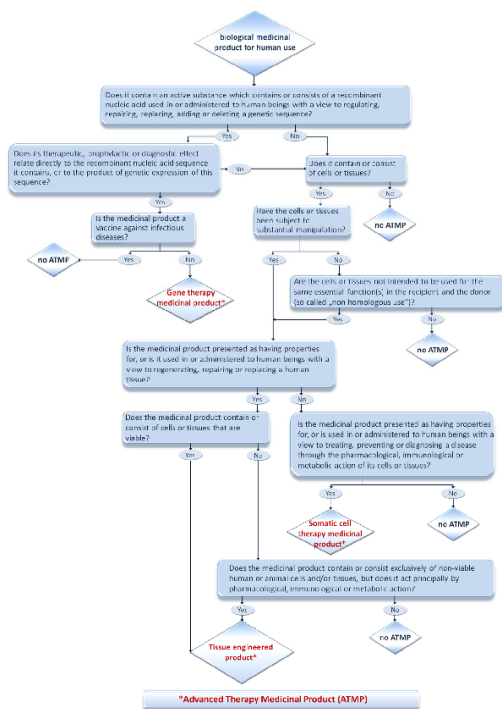 biological medicinal
product for human use
Does it contain an active substance which contains or consists of a recombinant
nucleic acid used in or administered to human beings with a view to regulating,
repairing, replacing, adding or deleting a genetic sequence?
Yes
No
Does its therapeutic, prophylactic or diagnostic effect
relate directly to the recombinant nucleic acid sequence
it contains, or to the product of genetic expression of this
sequence?
No
Does it contain or consist
of cells or tissues?
Yes
No
Is the medicinal product a
vaccine against infectious
diseases?
Have the cells or tissues
been subject to
substantial manipulation?
no ATMP
no ATMP
Yes
No
Yes
No
Gene therapy
medicinal product*
Are the cells or tissues not intended to be used for the
same essential function(s) in the recipient and the donor
(so called „non homologous use“)?
Yes
No
no ATMP
Is the medicinal product presented as having properties
for, or is it used in or administered to human beings with a
view to regenerating, repairing or replacing a human
tissue?
Yes
No
Does the medicinal product contain or
consist of cells or tissues that are
viable?
Is the medicinal product presented as having properties
for, or is used in or administered to human beings with a
view to treating, preventing or diagnosing a disease
through the pharmacological, immunological or
metabolic action of its cells or tissues?
Yes
No
Yes
No
Somatic cell
therapy medicinal
product*
no ATMP
Does the medicinal product contain or consist exclusively of non-viable
human or animal cells and/or tissues, but does it act principally by
pharmacological, immunological or metabolic action?
Yes
No
Tissue engineered
product*
no ATMP
*Advanced Therapy Medicinal Product (ATMP)